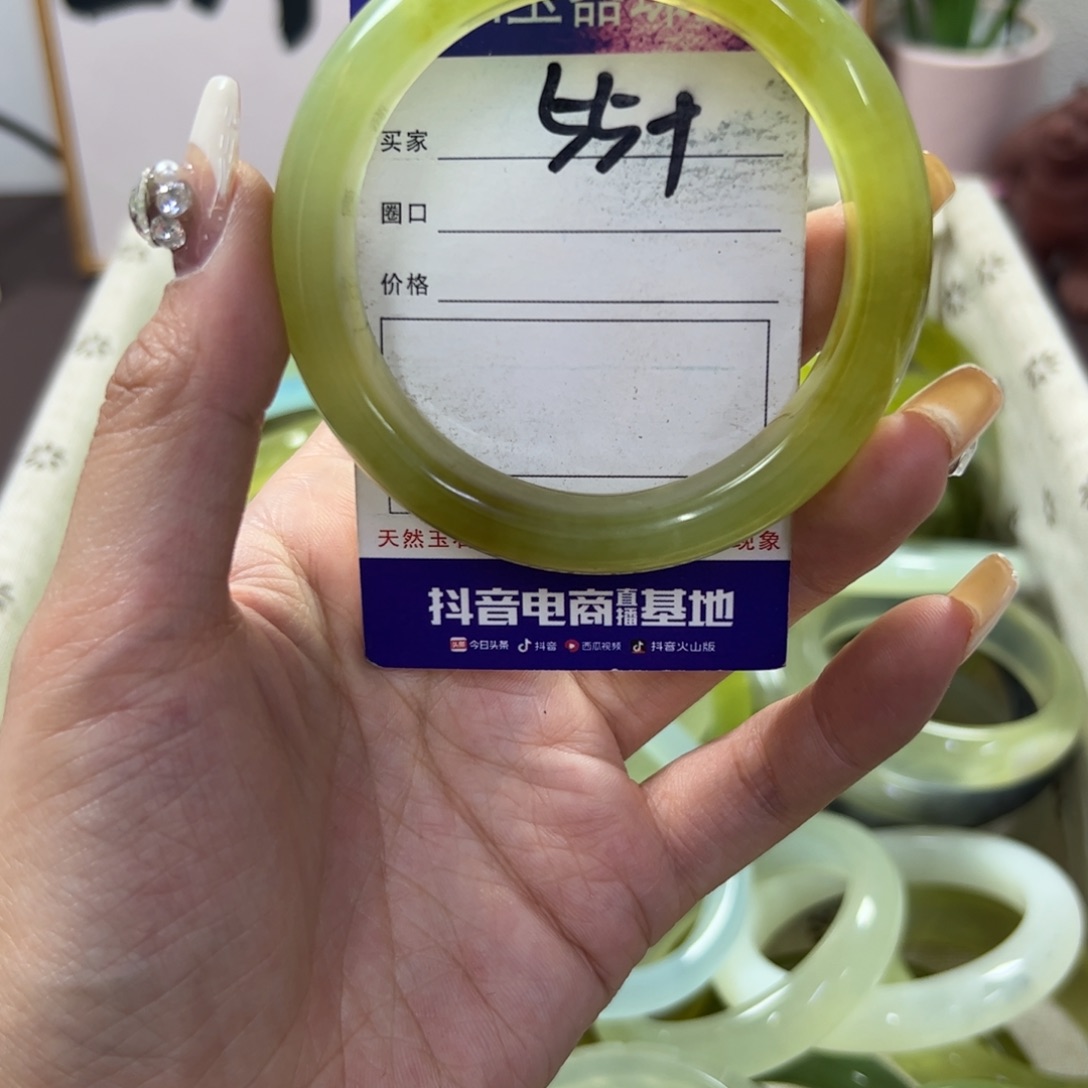 买家
圈口
价格
天然玉
现象
抖音电商直播基地
今日头条 抖音 西瓜视频 抖音火山版